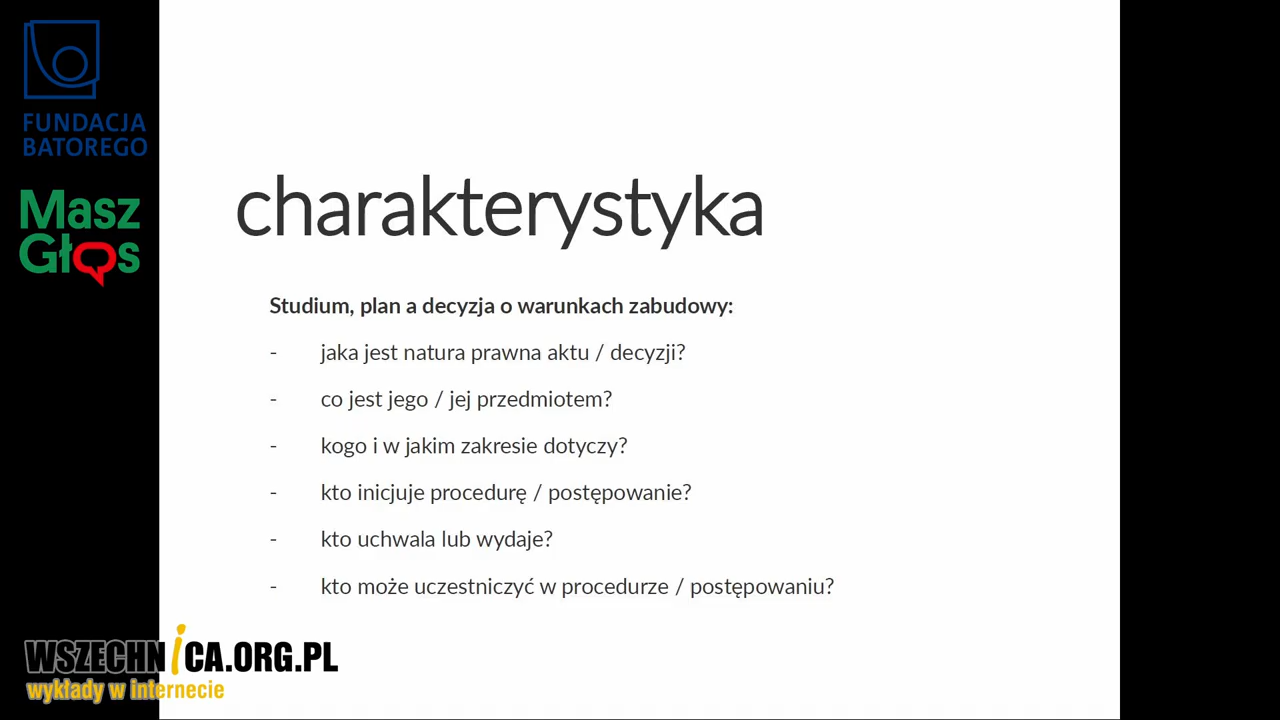 FUNDACJA
BATOREGO
Masz
Głos
charakterystyka
Studium, plan a decyzja o warunkach zabudowy:
- jaka jest natura prawna aktu / decyzji?
- co jest jego / jej przedmiotem?
- kogo i w jakim zakresie dotyczy?
- kto inicjuje procedurę / postępowanie?
- kto uchwala lub wydaje?
- kto może uczestniczyć w procedurze / postępowaniu?
WSZECHNiCA.ORG.PL
wykłady w internecie